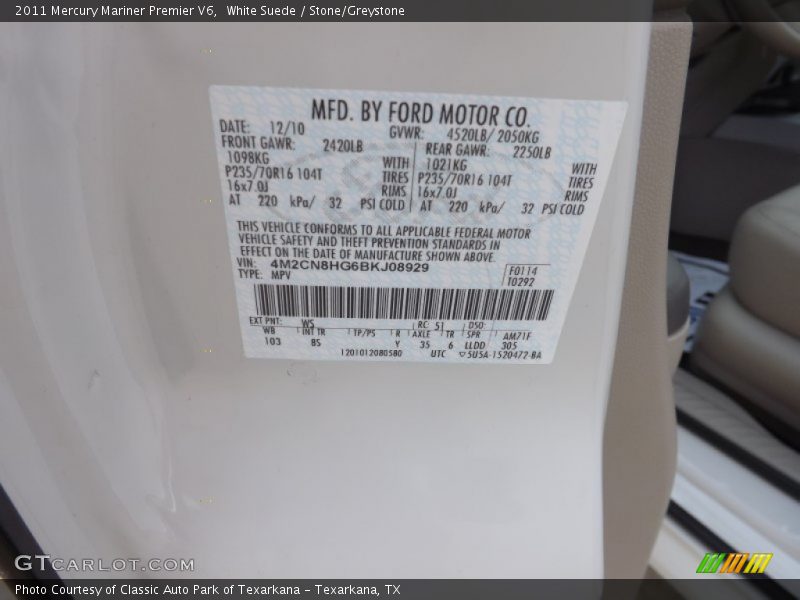 2011 Mercury Mariner Premier V6,  White Suede / Stone/Greystone
MFD. BY FORD MOTOR CO.
DATE: 12/10 GVWR: 4520LB/ 2050KG
FRONT GAWR: 2420LB REAR GAWR: 2250LB
1098KG WITH 1021KG WITH
P235/70R16 104T TIRES P235/70R16 104T TIRES
16x7.0J RIMS 16x7.0J RIMS
AT 220 kPa/ 32 PSI COLD AT 220 kPa/ 32 PSI COLD
THIS VEHICLE CONFORMS TO ALL APPLICABLE FEDERAL MOTOR
VEHICLE SAFETY AND THEFT PREVENTION STANDARDS IN
EFFECT ON THE DATE OF MANUFACTURE SHOWN ABOVE.
VIN: 4M2CN8HG6BKJ08929 F0114
TYPE: MPV T0292
EXT PNT: WS RC: 51 DSO:
WB INT TR TP/PS R AXLE TR SPR AM71F
103 8S Y 35 6 LLDD 305
1201012080580 UTC ▽5U5A-1520472-BA
GTCARLOT.COM
Photo Courtesy of Classic Auto Park of Texarkana - Texarkana, TX